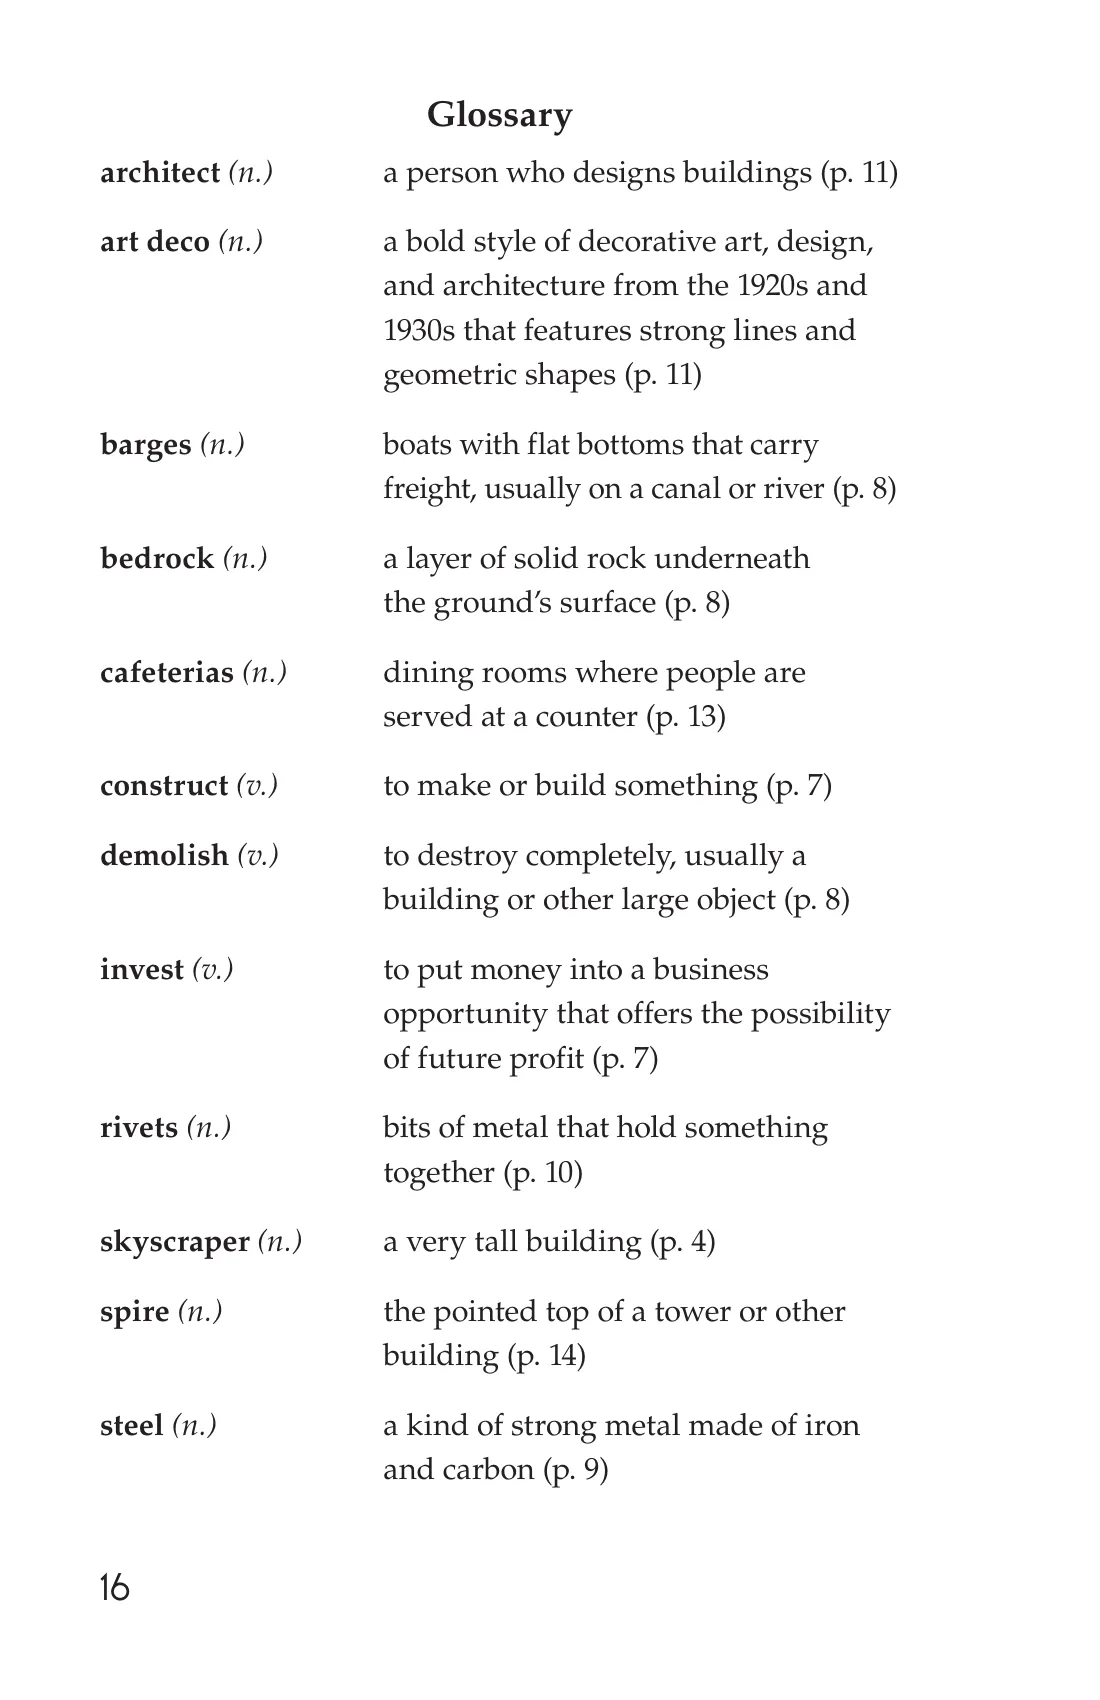 Glossary
architect (n.) a person who designs buildings (p. 11)
art deco (n.) a bold style of decorative art, design,
and architecture from the 1920s and
1930s that features strong lines and
geometric shapes (p. 11)
barges (n.) boats with flat bottoms that carry
freight, usually on a canal or river (p. 8)
bedrock (n.) a layer of solid rock underneath
the ground’s surface (p. 8)
cafeterias (n.) dining rooms where people are
served at a counter (p. 13)
construct (v.) to make or build something (p. 7)
demolish (v.) to destroy completely, usually a
building or other large object (p. 8)
invest (v.) to put money into a business
opportunity that offers the possibility
of future profit (p. 7)
rivets (n.) bits of metal that hold something
together (p. 10)
skyscraper (n.) a very tall building (p. 4)
spire (n.) the pointed top of a tower or other
building (p. 14)
steel (n.) a kind of strong metal made of iron
and carbon (p. 9)
16